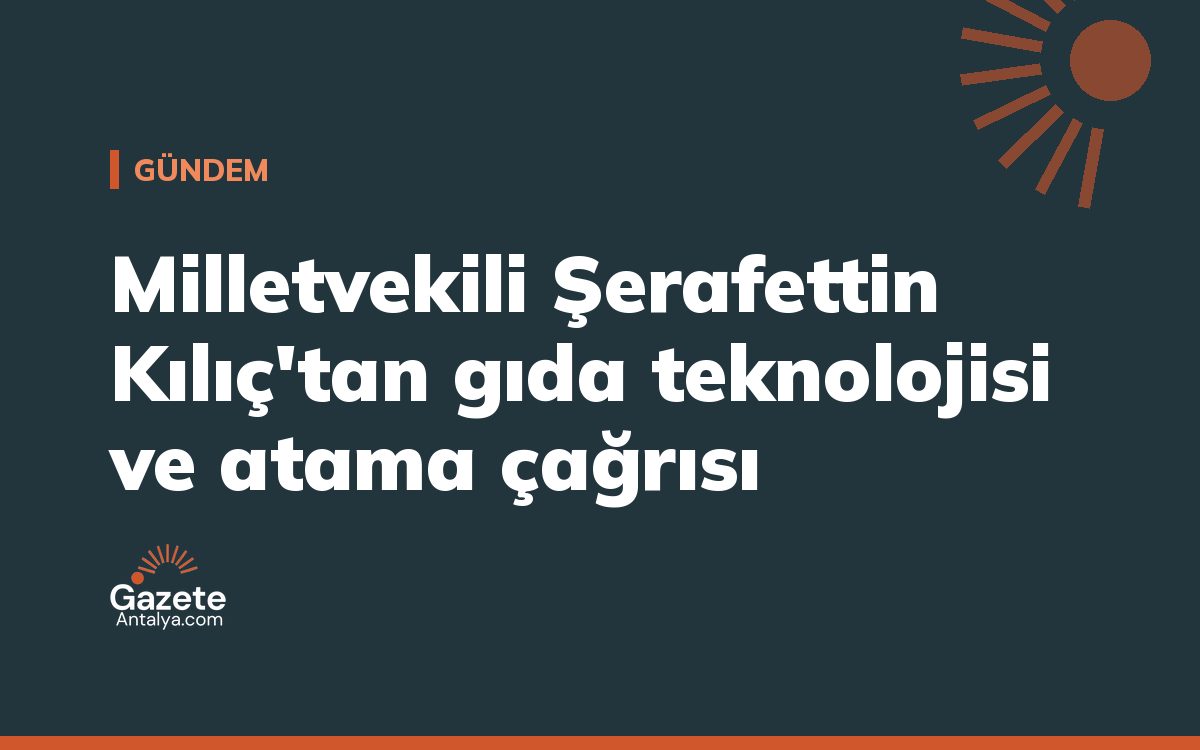 GÜNDEM
Milletvekili Şerafettin
Kılıç'tan gıda teknolojisi
ve atama çağrısı
Gazete
Antalya.com